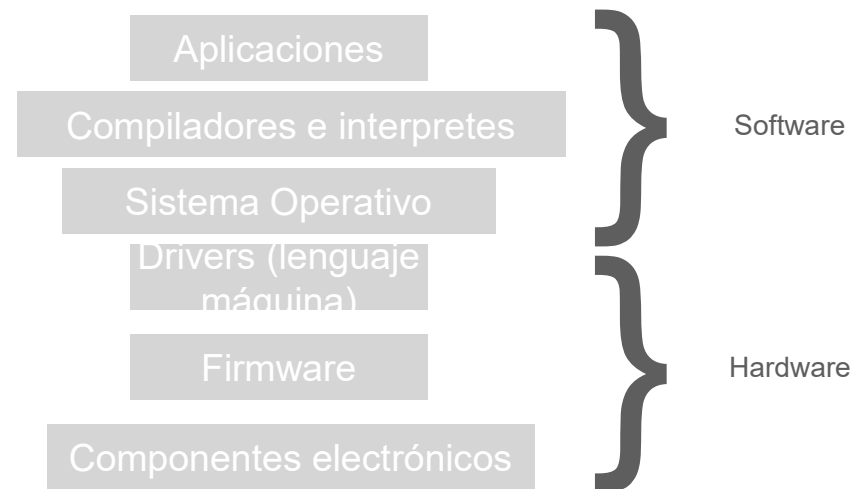 Aplicaciones
Compiladores e interpretes
Software
Sistema Operativo
Drivers (lenguaje
máquina)
Firmware
Hardware
Componentes electrónicos